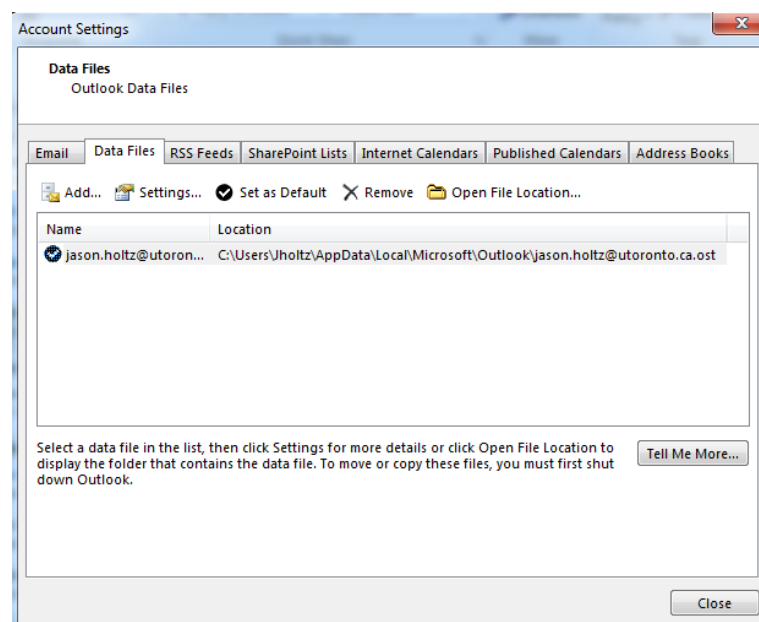 Account Settings
Data Files
Outlook Data Files
Email Data Files RSS Feeds SharePoint Lists Internet Calendars Published Calendars Address Books
Add... Settings... Set as Default Remove Open File Location...
Name Location
jason.holtz@utoron... C:\Users\Jholtz\AppData\Local\Microsoft\Outlook\jason.holtz@utoronto.ca.ost
Select a data file in the list, then click Settings for more details or click Open File Location to
display the folder that contains the data file. To move or copy these files, you must first shut
down Outlook.
Tell Me More...
Close